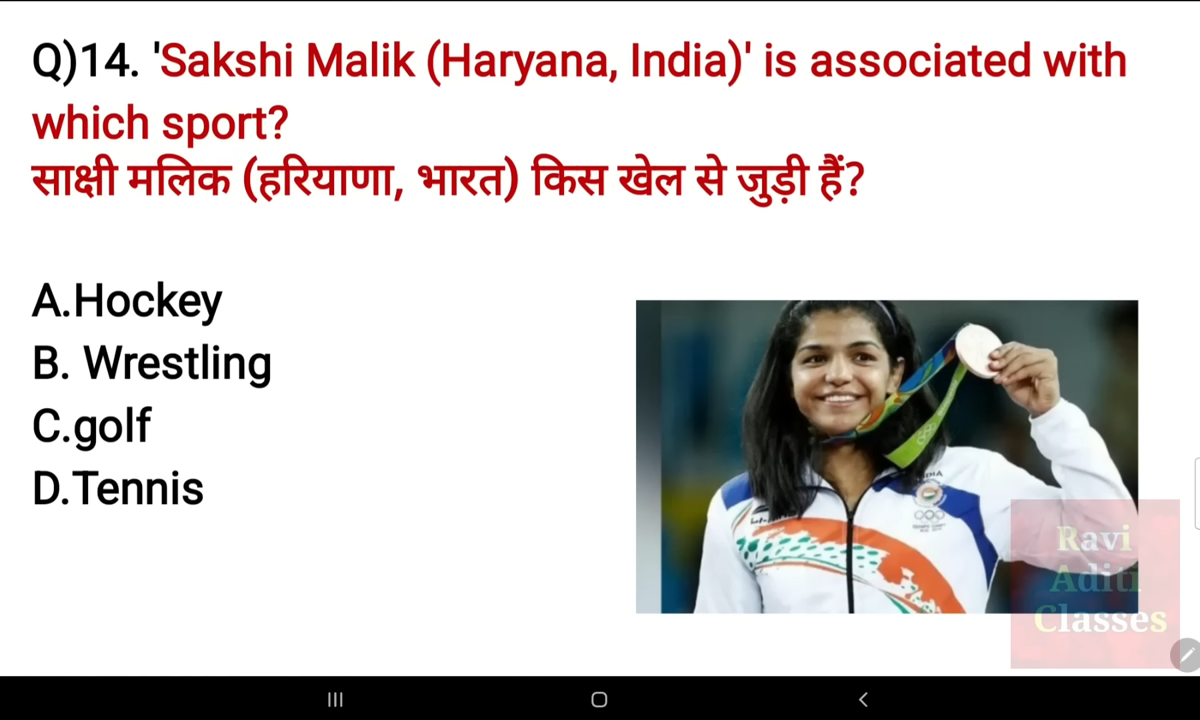 Q)14. 'Sakshi Malik (Haryana, India)' is associated with
which sport?
साक्षी मलिक (हरियाणा, भारत) किस खेल से जुड़ी हैं?
A.Hockey
B. Wrestling
C.golf
D.Tennis
Ravi
Aditi
Classes